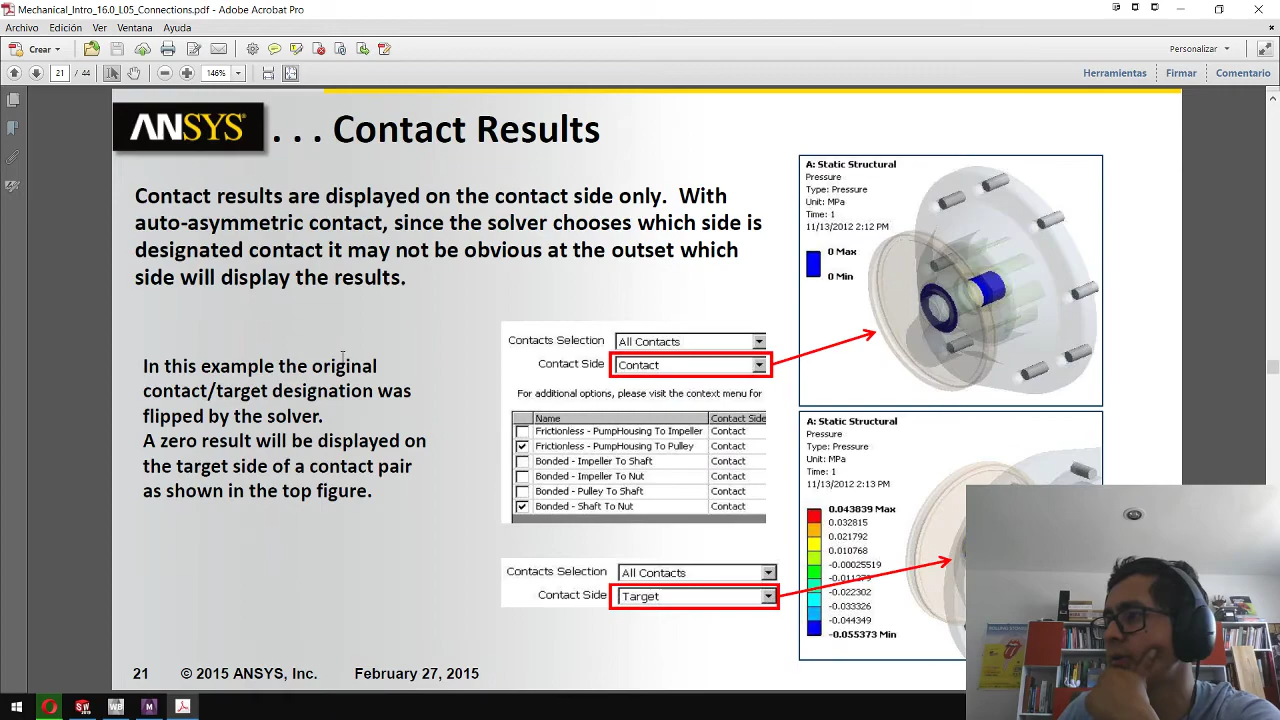 Mechanical_Intro_16.0_L05_Connections.pdf - Adobe Acrobat Pro
Archivo Edición Ver Ventana Ayuda
Crear
Personalizar
21 / 44
146%
Herramientas Firmar Comentario
ANSYS
. . . Contact Results
Contact results are displayed on the contact side only. With
auto-asymmetric contact, since the solver chooses which side is
designated contact it may not be obvious at the outset which
side will display the results.
In this example the original
contact/target designation was
flipped by the solver.
A zero result will be displayed on
the target side of a contact pair
as shown in the top figure.
Contacts Selection All Contacts
Contact Side Contact
For additional options, please visit the context menu for
Name Contact Side
Frictionless - PumpHousing To Impeller Contact
Frictionless - PumpHousing To Pulley Contact
Bonded - Impeller To Shaft Contact
Bonded - Impeller To Nut Contact
Bonded - Pulley To Shaft Contact
Bonded - Shaft To Nut Contact
Contacts Selection All Contacts
Contact Side Target
A: Static Structural
Pressure
Type: Pressure
Unit: MPa
Time: 1
11/13/2012 2:12 PM
0 Max
0 Min
A: Static Structural
Pressure
Type: Pressure
Unit: MPa
Time: 1
11/13/2012 2:13 PM
0.043839 Max
0.032815
0.021792
0.010768
-0.00025519
-0.022302
-0.033326
-0.044349
-0.055373 Min
21 © 2015 ANSYS, Inc. February 27, 2015